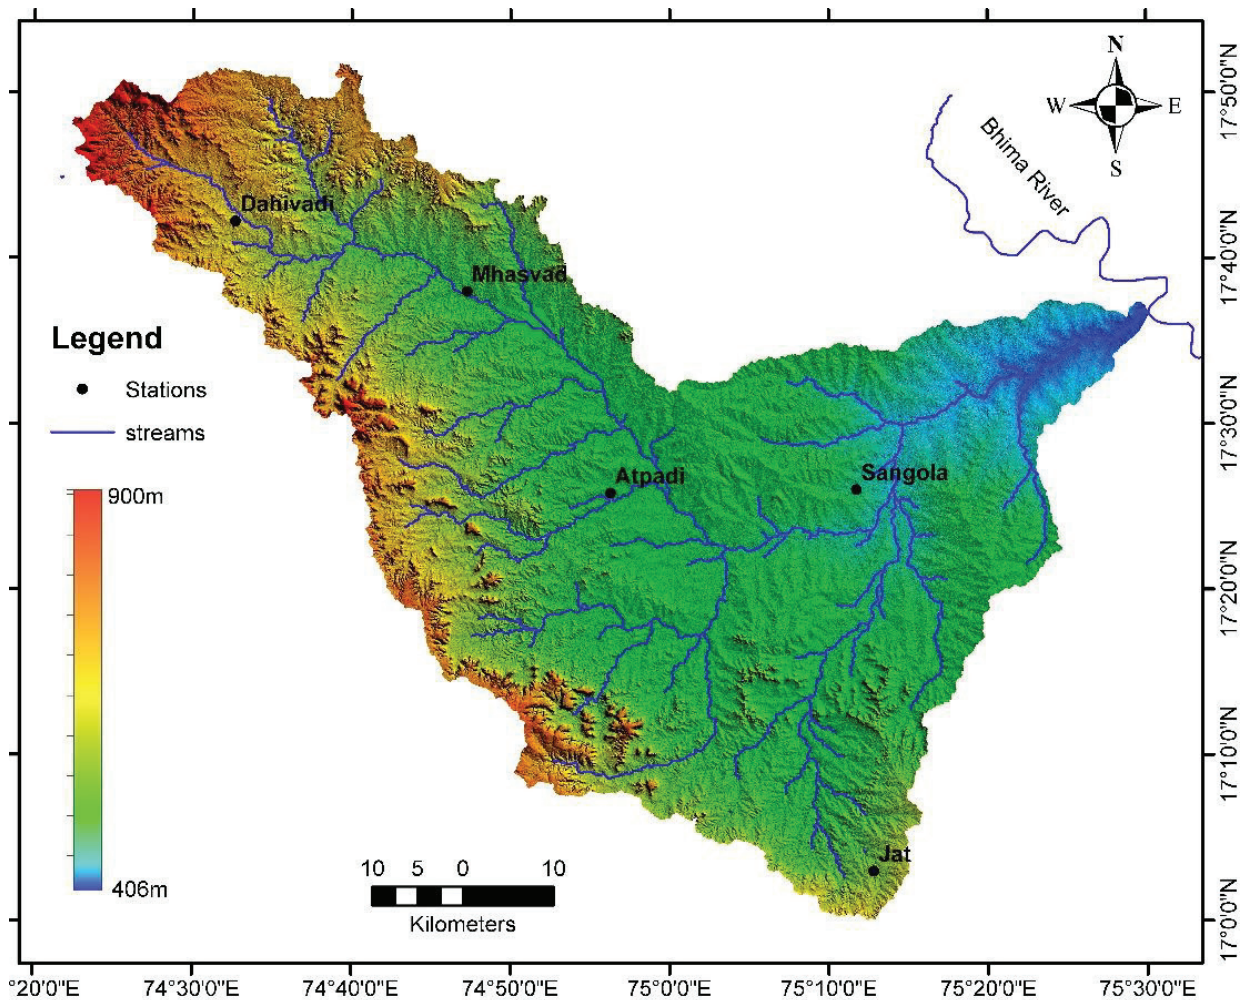 N
W E
S
Bhima River
Dahivadi
Mhasvad
Atpadi
Sangola
Jat
Legend
Stations
streams
900m
406m
10 5 0 10
Kilometers
17°50'0"N
17°40'0"N
17°30'0"N
17°20'0"N
17°10'0"N
17°0'0"N
°20'0"E 74°30'0"E 74°40'0"E 74°50'0"E 75°0'0"E 75°10'0"E 75°20'0"E 75°30'0"E